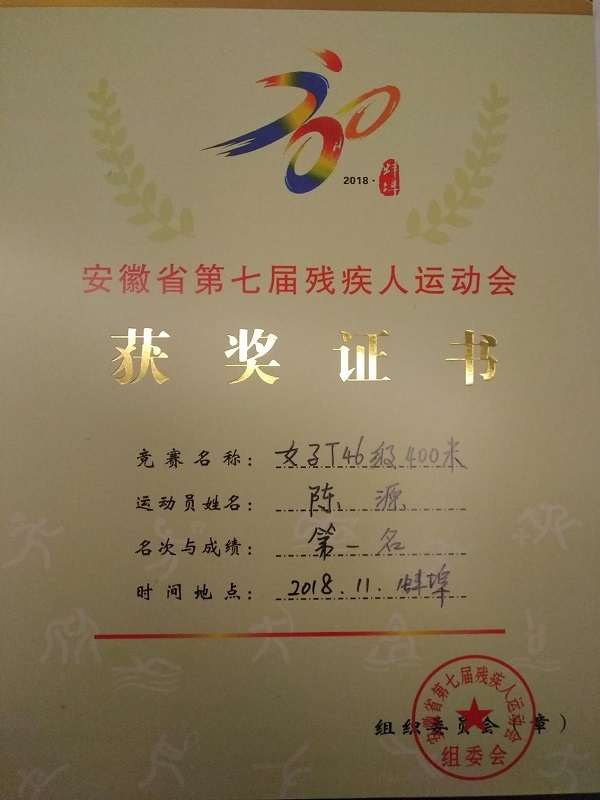 2018·蚌埠
安徽省第七届残疾人运动会
获奖证书
竞赛名称：女子T46级400米
运动员姓名：陈源
名次与成绩：第一名
时间地点：2018.11.蚌埠
组织委员会（章）
安徽省第七届残疾人运动会
组委会